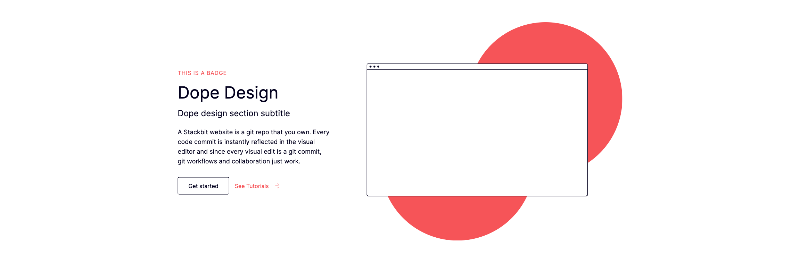 THIS IS A BADGE
Dope Design
Dope design section subtitle
A Stackbit website is a git repo that you own. Every
code commit is instantly reflected in the visual
editor and since every visual edit is a git commit,
git workflows and collaboration just work.
Get started
See Tutorials